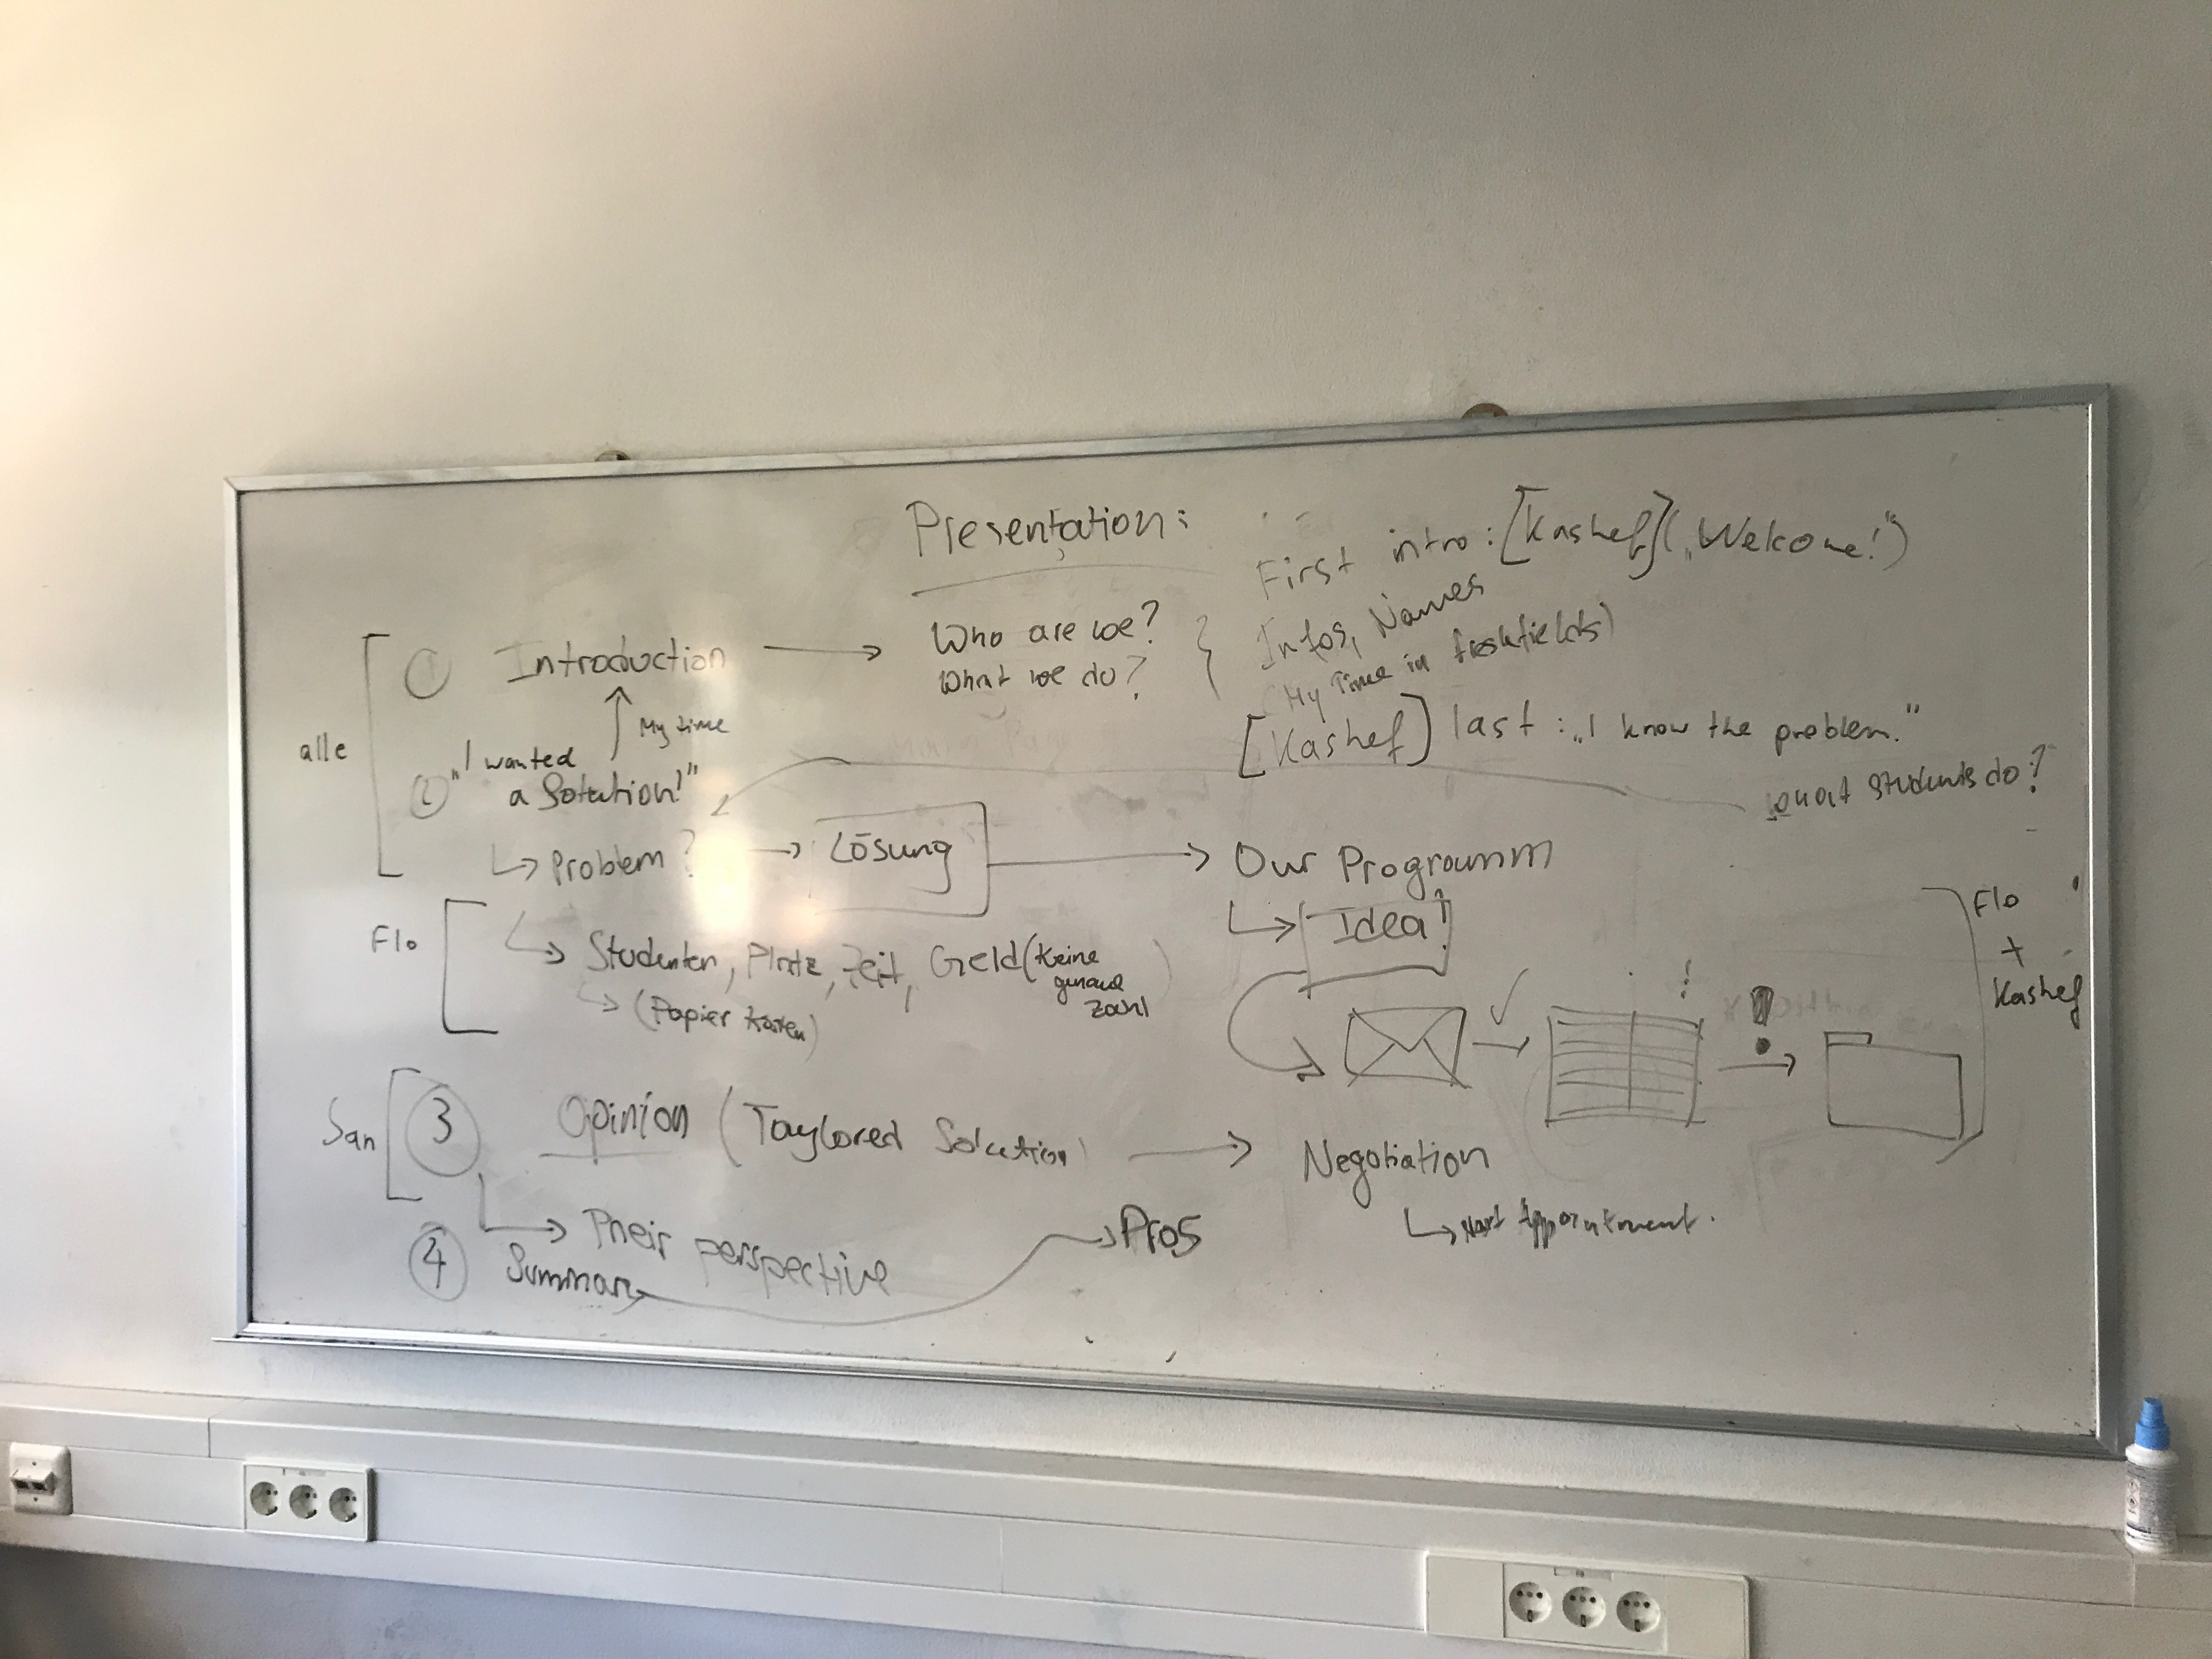 Presentation:
First intro: [Kashef] („Welcome!")
Infos, Names
(My Time in freshfields)
① Introduction → Who are we?
What we do?
[Kashef] last: „I know the problem."
alle
My time
② "I wanted
a Solution!"
what students do?
↳ Problem? → Lösung → Our Programm
↳ Idea!
Flo
+
Kashef
Flo
↳ Studenten, Platz, Zeit, Geld (Keine
genaue
Zahl)
↳ (Papier Kosten)
San
③ Opinion (Taylored Solution) → Negotiation
↳ Next Appointment.
↳ Their perspective
④ Summary → Pros